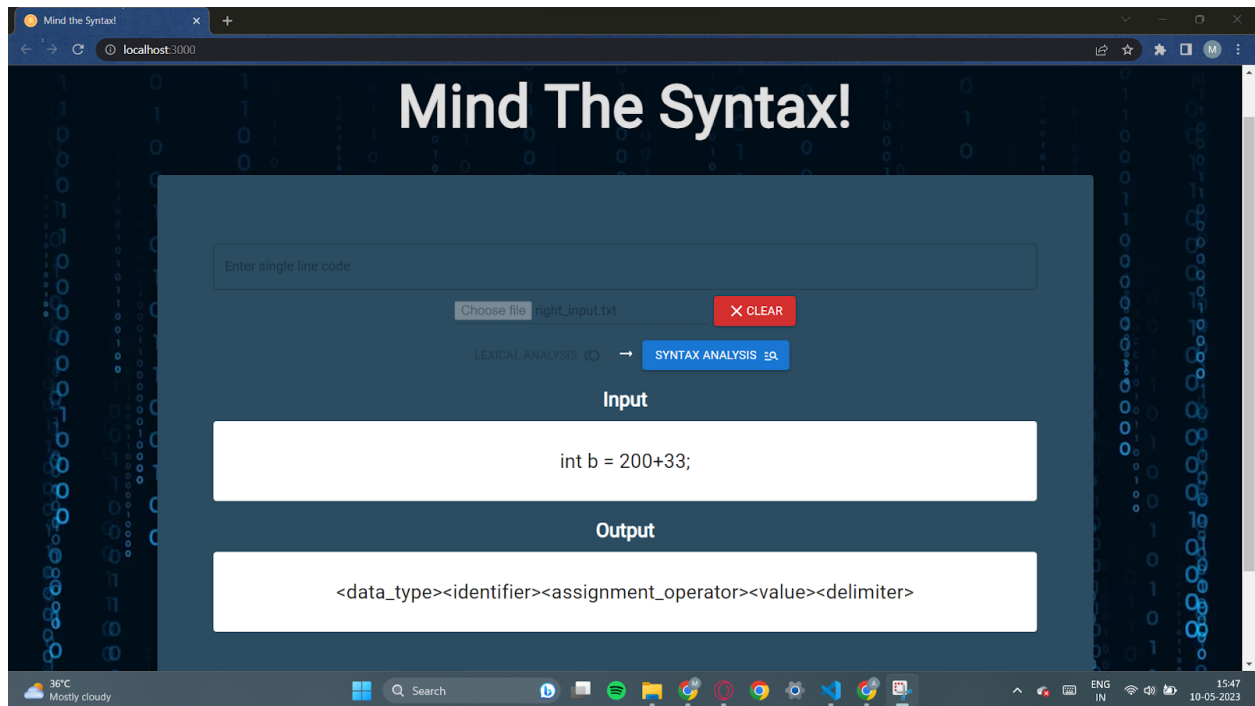 Mind the Syntax!
localhost:3000
M
Mind The Syntax!
Enter single line code
Choose file right_input.txt
CLEAR
LEXICAL ANALYSIS → SYNTAX ANALYSIS
Input
int b = 200+33;
Output
<data_type><identifier><assignment_operator><value><delimiter>
36°C
Mostly cloudy
Search
ENG
IN
15:47
10-05-2023